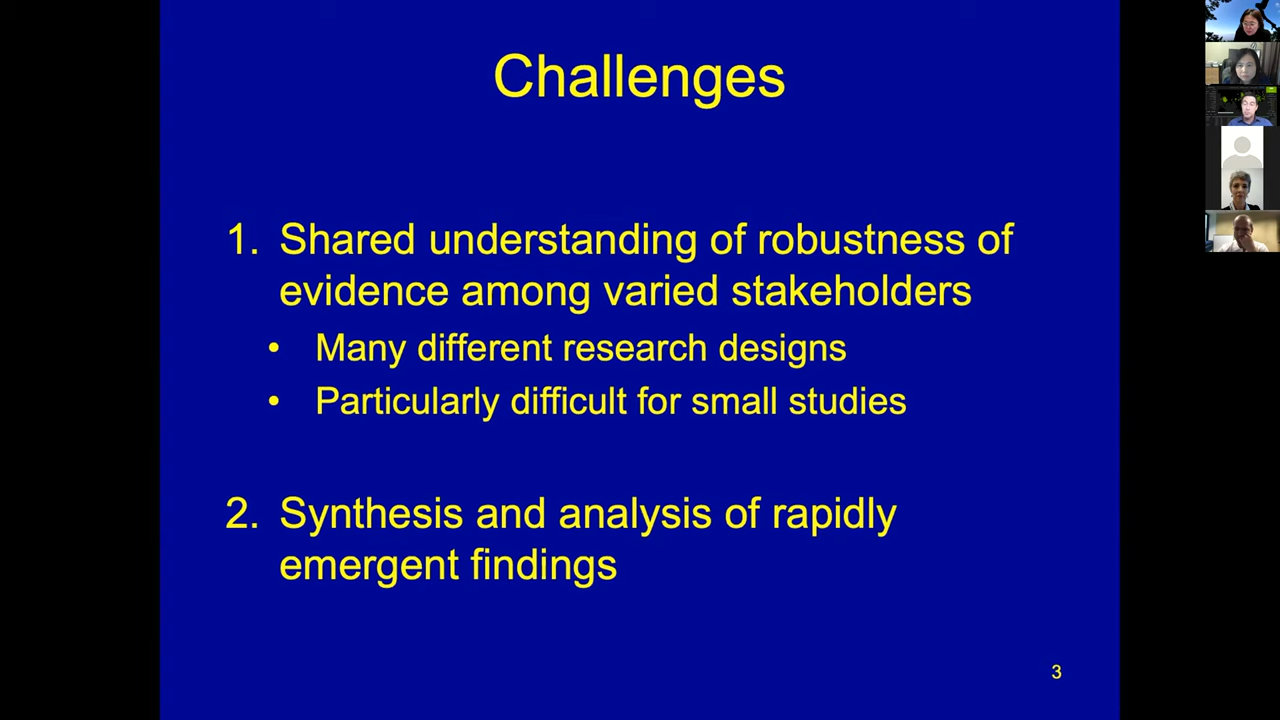 Challenges
1. Shared understanding of robustness of
evidence among varied stakeholders
• Many different research designs
• Particularly difficult for small studies
2. Synthesis and analysis of rapidly
emergent findings
3